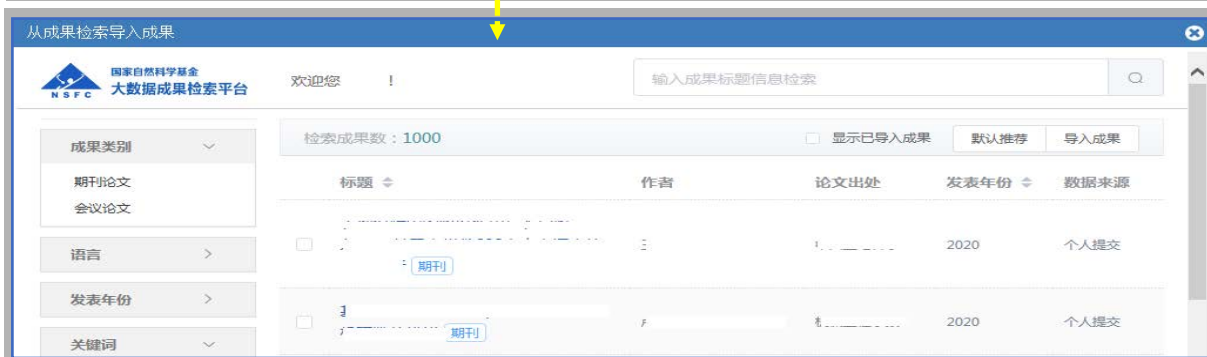 从成果检索导入成果
NSFC
国家自然科学基金
大数据成果检索平台
欢迎您 !
输入成果标题信息检索
成果类别
期刊论文
会议论文
语言
发表年份
关键词
检索成果数：1000
显示已导入成果
默认推荐
导入成果
标题 作者 论文出处 发表年份 数据来源
期刊
2020 个人提交
期刊
2020 个人提交